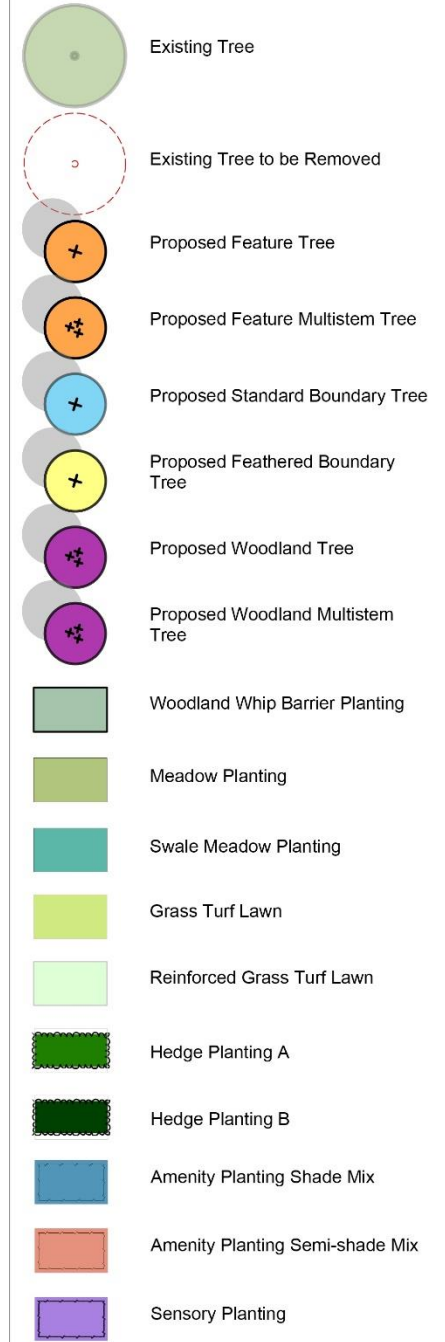 Existing Tree
Existing Tree to be Removed
Proposed Feature Tree
Proposed Feature Multistem Tree
Proposed Standard Boundary Tree
Proposed Feathered Boundary
Tree
Proposed Woodland Tree
Proposed Woodland Multistem
Tree
Woodland Whip Barrier Planting
Meadow Planting
Swale Meadow Planting
Grass Turf Lawn
Reinforced Grass Turf Lawn
Hedge Planting A
Hedge Planting B
Amenity Planting Shade Mix
Amenity Planting Semi-shade Mix
Sensory Planting